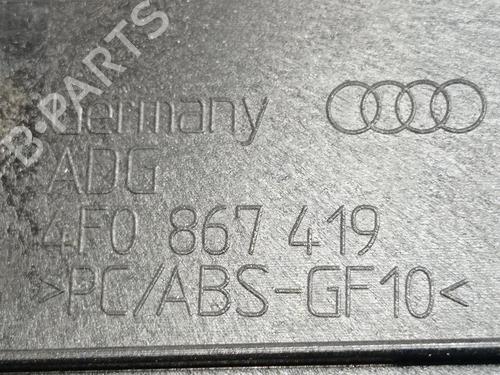 B-PARTS
Germany
ADG
4F0 867 419
>PC/ABS-GF10<